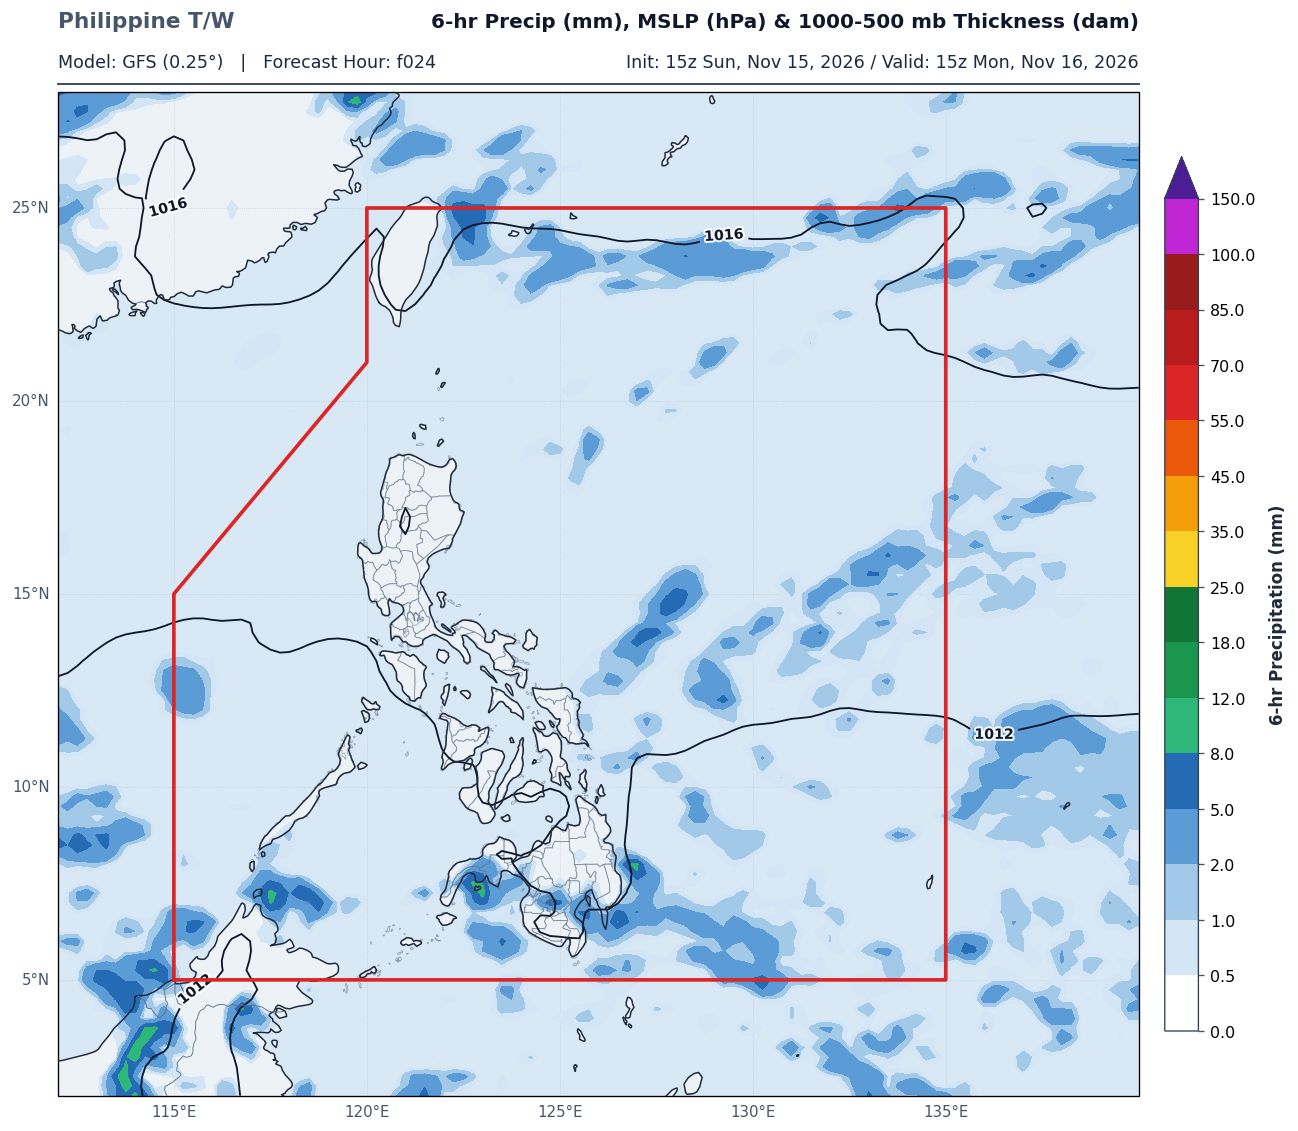 Philippine T/W
6-hr Precip (mm), MSLP (hPa) & 1000-500 mb Thickness (dam)
Model: GFS (0.25°) | Forecast Hour: f024
Init: 15z Sun, Nov 15, 2026 / Valid: 15z Mon, Nov 16, 2026
25°N
20°N
15°N
10°N
5°N
115°E
120°E
125°E
130°E
135°E
1016
1016
1012
1012
150.0
100.0
85.0
70.0
55.0
45.0
35.0
25.0
18.0
12.0
8.0
5.0
2.0
1.0
0.5
0.0
6-hr Precipitation (mm)